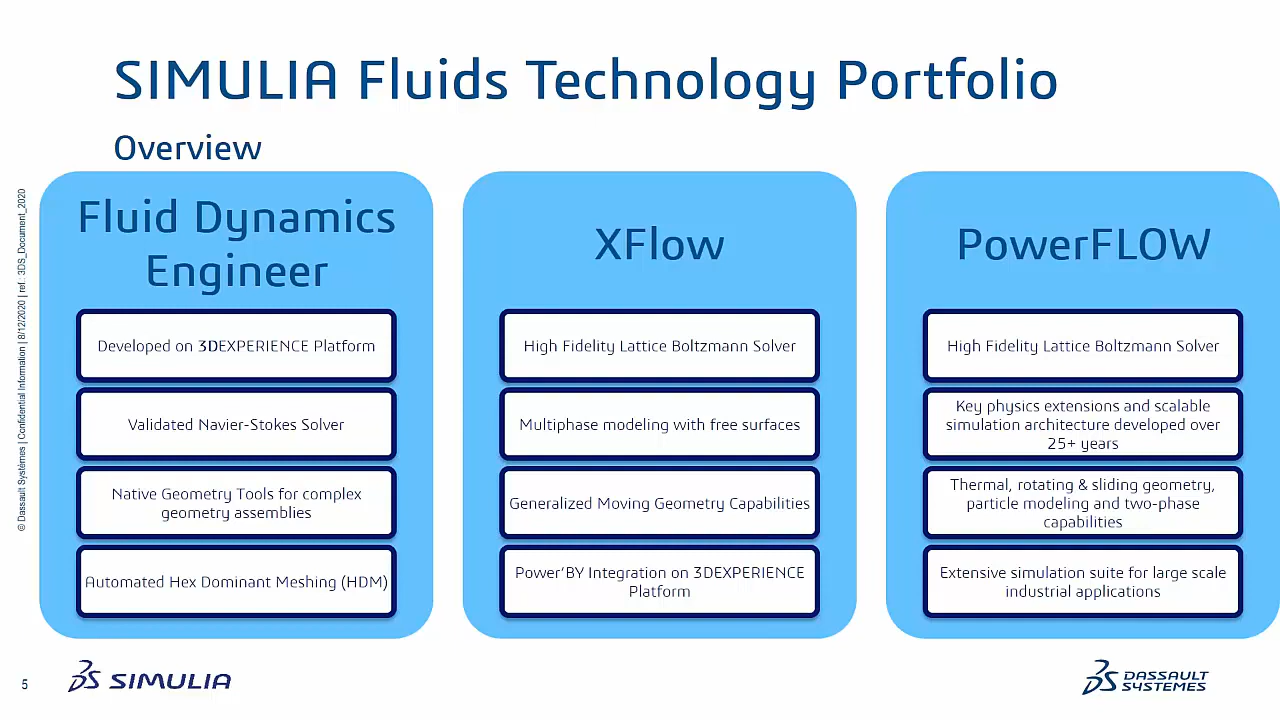 SIMULIA Fluids Technology Portfolio
Overview
Fluid Dynamics
Engineer
Developed on 3DEXPERIENCE Platform
Validated Navier-Stokes Solver
Native Geometry Tools for complex
geometry assemblies
Automated Hex Dominant Meshing (HDM)
XFlow
High Fidelity Lattice Boltzmann Solver
Multiphase modeling with free surfaces
Generalized Moving Geometry Capabilities
Power'BY Integration on 3DEXPERIENCE
Platform
PowerFLOW
High Fidelity Lattice Boltzmann Solver
Key physics extensions and scalable
simulation architecture developed over
25+ years
Thermal, rotating & sliding geometry,
particle modeling and two-phase
capabilities
Extensive simulation suite for large scale
industrial applications
© Dassault Systèmes | Confidential Information | 8/12/2020 | ref.: 3DS_Document_2020
5
3DS SIMULIA
3DS DASSAULT
SYSTEMES